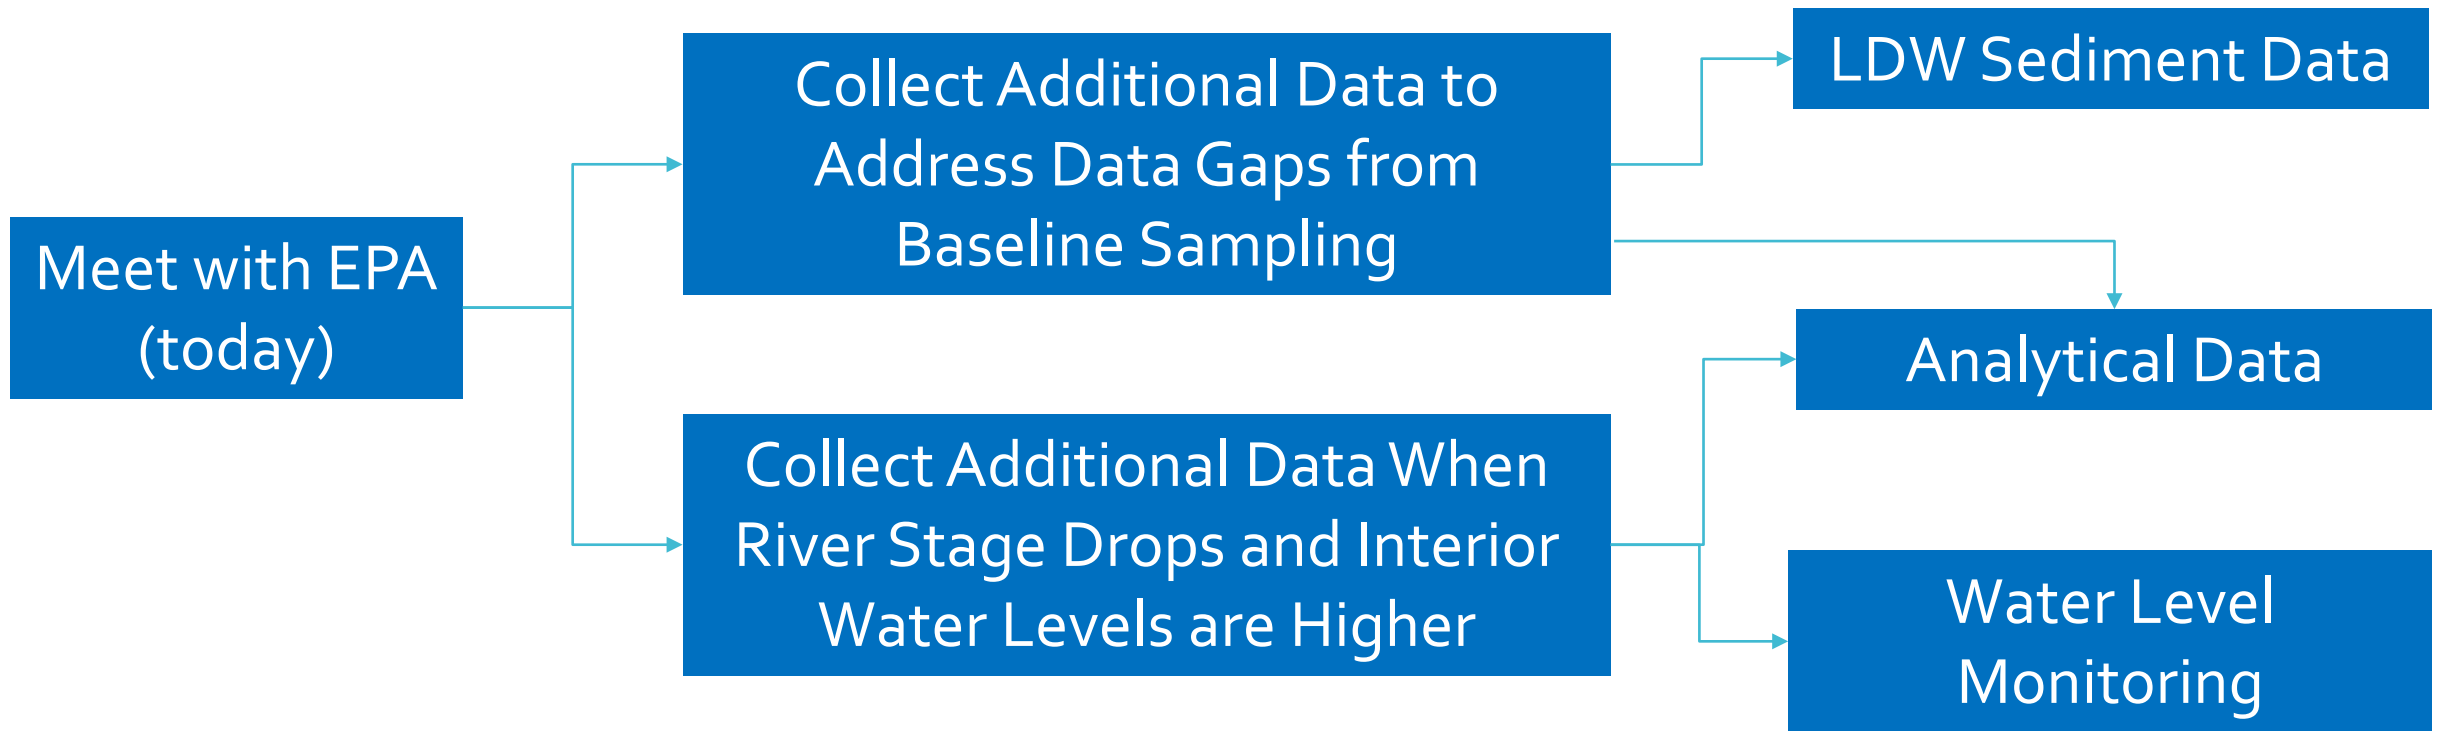 Meet with EPA
(today)
Collect Additional Data to
Address Data Gaps from
Baseline Sampling
Collect Additional Data When
River Stage Drops and Interior
Water Levels are Higher
LDW Sediment Data
Analytical Data
Water Level
Monitoring